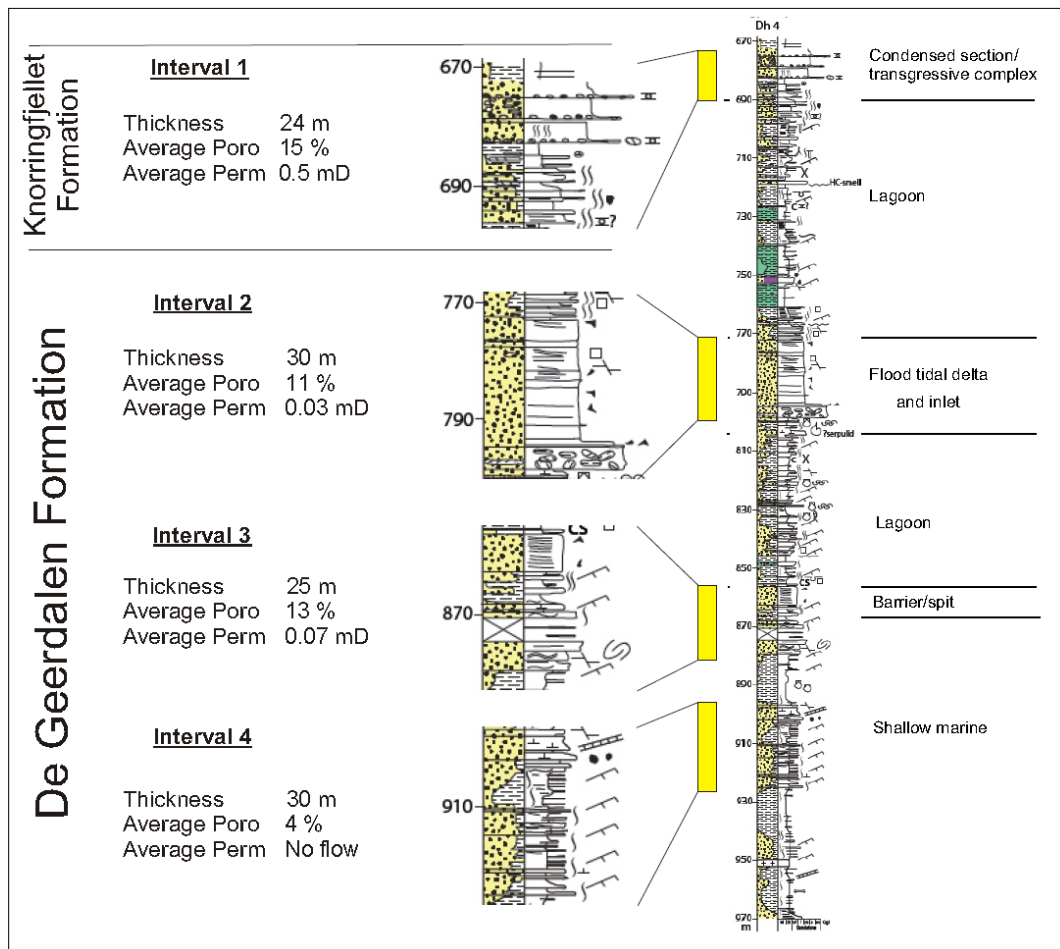 Knorringfjellet
Formation
Interval 1
Thickness 24 m
Average Poro 15 %
Average Perm 0.5 mD
670
690
?
De Geerdalen Formation
Interval 2
Thickness 30 m
Average Poro 11 %
Average Perm 0.03 mD
770
790
Interval 3
Thickness 25 m
Average Poro 13 %
Average Perm 0.07 mD
CS
870
Interval 4
Thickness 30 m
Average Poro 4 %
Average Perm No flow
910
Dh 4
670
690
710
HC-smell
730
750
770
700
?serpulid
810
830
850
CS
870
890
910
930
950
970
m
Condensed section/
transgressive complex
Lagoon
Flood tidal delta
and inlet
Lagoon
Barrier/spit
Shallow marine